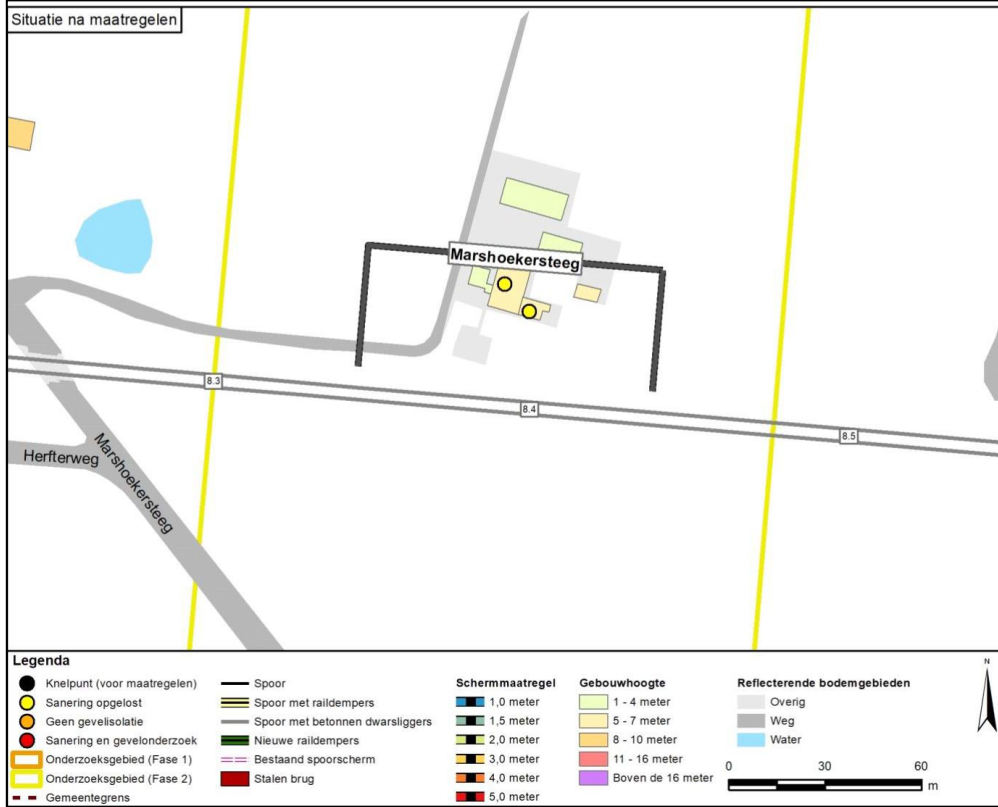 Situatie na maatregelen
Marshoekersteeg
8.3
8.4
8.5
Herfterweg
Marshoekersteeg
Legenda
Knelpunt (voor maatregelen)
Sanering opgelost
Geen gevelisolatie
Sanering en gevelonderzoek
Onderzoeksgebied (Fase 1)
Onderzoeksgebied (Fase 2)
Gemeentegrens
Spoor
Spoor met raildempers
Spoor met betonnen dwarsliggers
Nieuwe raildempers
Bestaand spoorscherm
Stalen brug
Schermmaatregel
1,0 meter
1,5 meter
2,0 meter
3,0 meter
4,0 meter
5,0 meter
Gebouwhoogte
1 - 4 meter
5 - 7 meter
8 - 10 meter
11 - 16 meter
Boven de 16 meter
Reflecterende bodemgebieden
Overig
Weg
Water
N
0 30 60
m